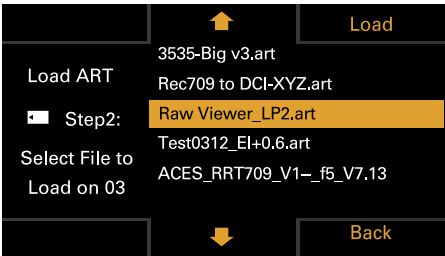 Load
3535-Big v3.art
Load ART
Rec709 to DCI-XYZ.art
Step2:
Raw Viewer_LP2.art
Test0312_EI+0.6.art
Select File to
ACES_RRT709_V1–_f5_V7.13
Load on 03
Back